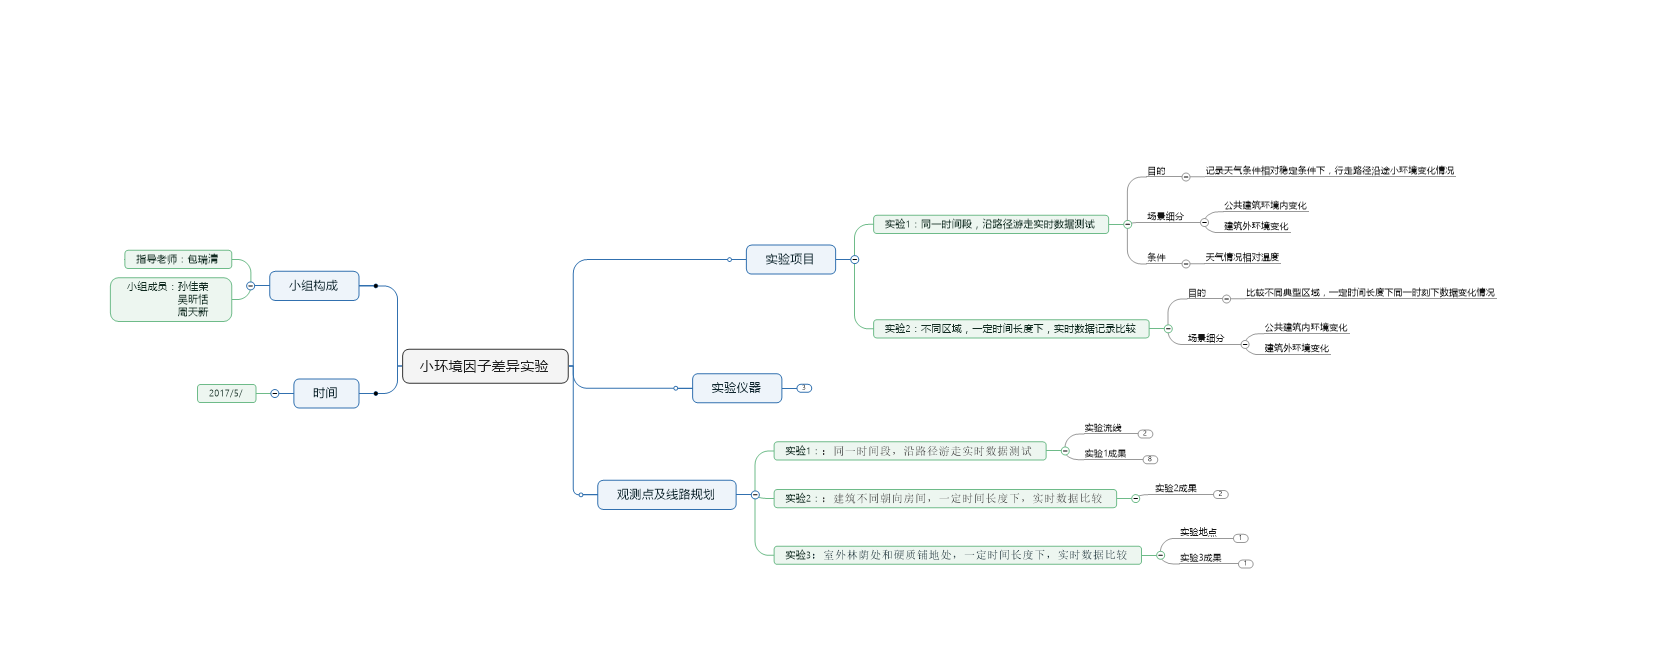 小环境因子差异实验
小组构成
指导老师：包瑞清
小组成员：孙佳荣
吴昕恬
周天新
时间
2017/5/
实验项目
实验1：同一时间段，沿路径游走实时数据测试
目的
记录天气条件相对稳定条件下，行走路径沿途小环境变化情况
场景细分
公共建筑环境内变化
建筑外环境变化
条件
天气情况相对温度
实验2：不同区域，一定时间长度下，实时数据记录比较
目的
比较不同典型区域，一定时间长度下同一时刻下数据变化情况
场景细分
公共建筑内环境变化
建筑外环境变化
实验仪器
3
观测点及线路规划
实验1：：同一时间段，沿路径游走实时数据测试
实验流线
2
实验1成果
8
实验2：：建筑不同朝向房间，一定时间长度下，实时数据比较
实验2成果
2
实验3：室外林荫处和硬质铺地处，一定时间长度下，实时数据比较
实验地点
1
实验3成果
1